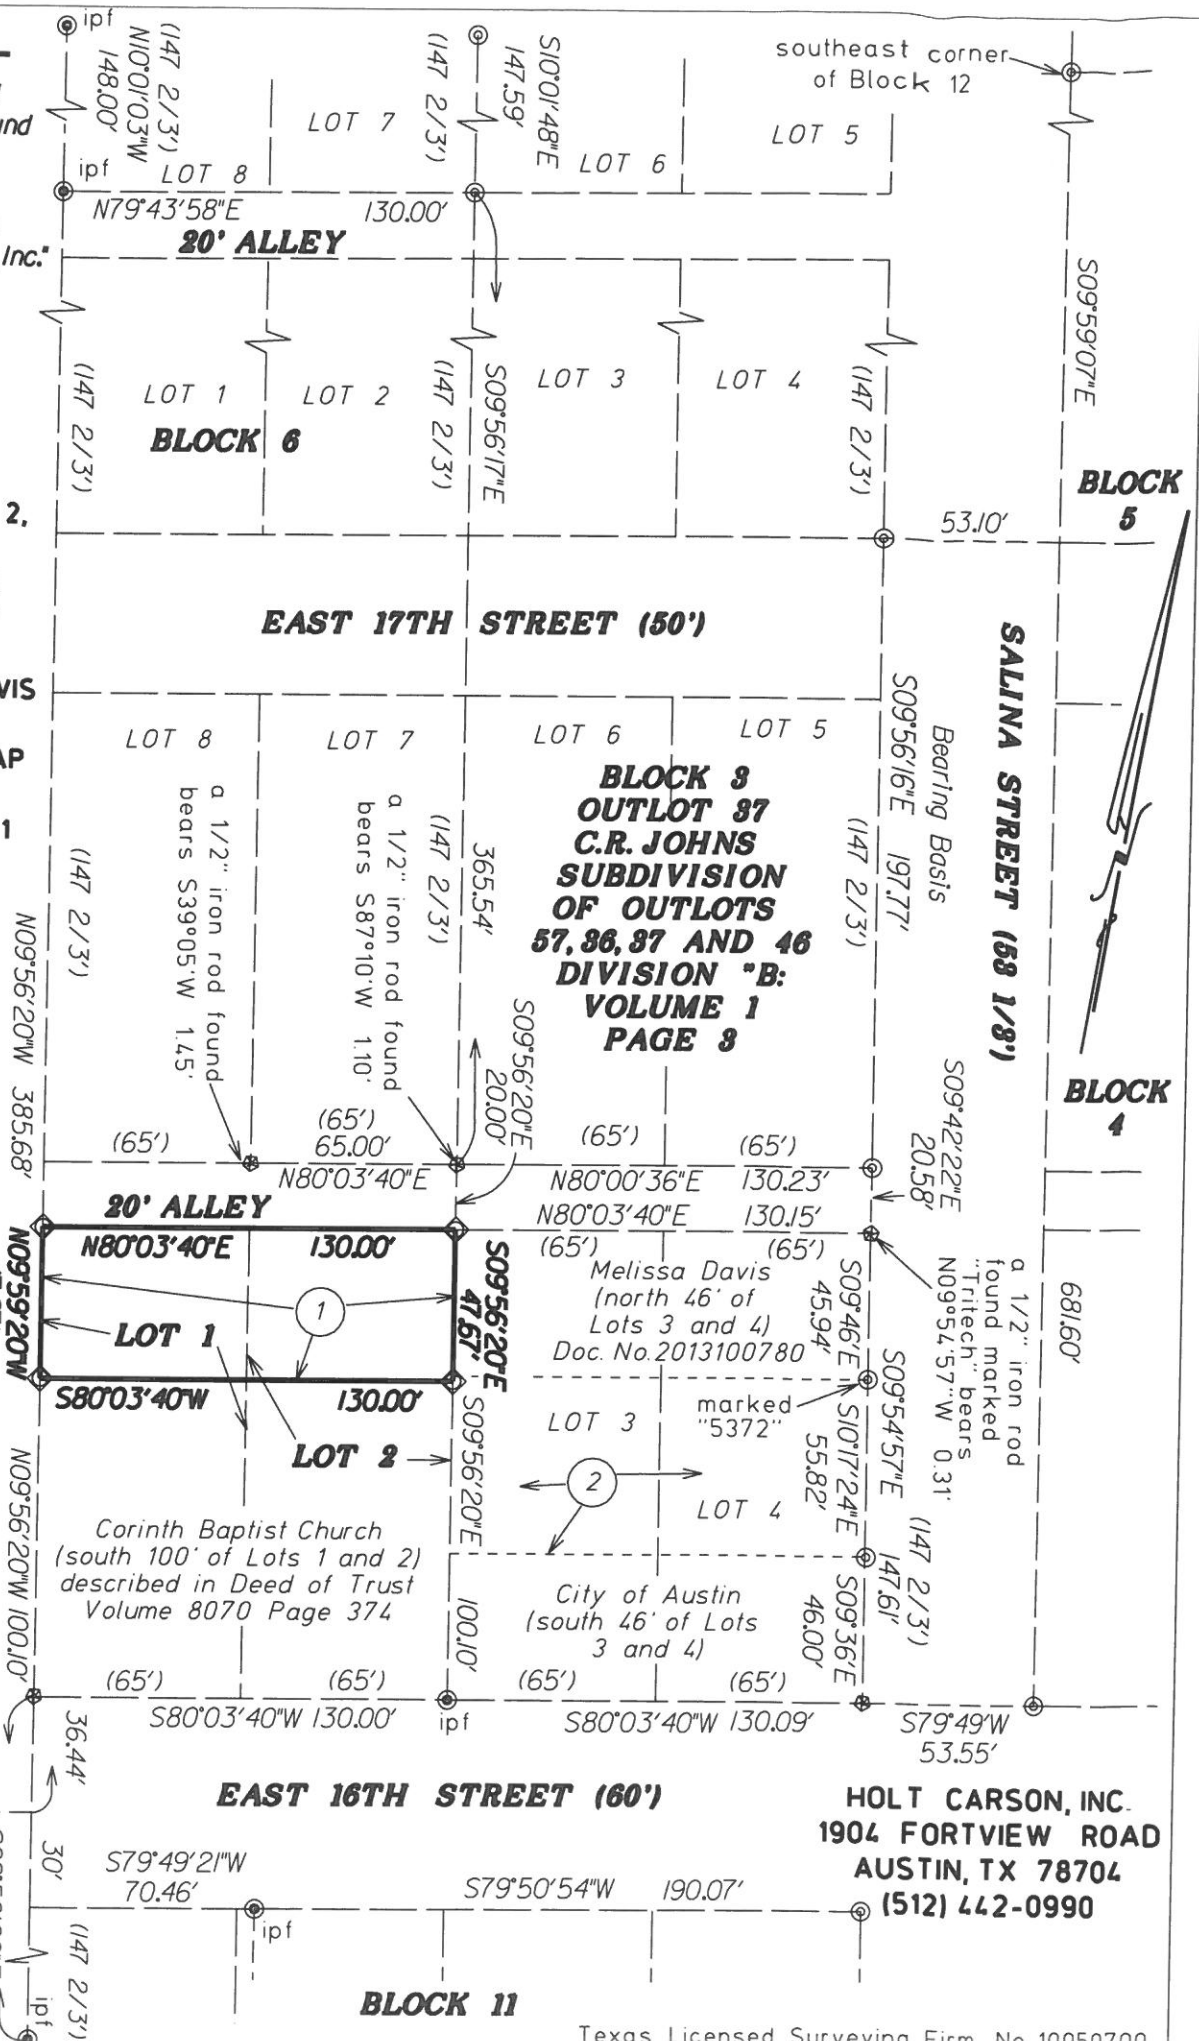 ipf
(147 2/3')
N10°01'03"W
148.00'
(147 2/3')
S10°01'48"E
147.59'
southeast corner
of Block 12
und
LOT 7
LOT 6
LOT 5
ipf
LOT 8
N79°43'58"E 130.00'
20' ALLEY
Inc."
S09°59'07"E
(147 2/3')
LOT 1
LOT 2
(147 2/3')
S09°56'17"E
LOT 3
LOT 4
(147 2/3')
BLOCK 6
BLOCK
5
2,
53.10'
EAST 17TH STREET (50')
SALINA STREET (53 1/3')
VIS
AP
1
LOT 8
LOT 7
LOT 6
LOT 5
S09°56'16"E 197.77'
Bearing Basis
(147 2/3')
BLOCK 3
OUTLOT 37
C.R. JOHNS
SUBDIVISION
OF OUTLOTS
57, 36, 37 AND 46
DIVISION "B:
VOLUME 1
PAGE 3
a 1/2" iron rod found
bears S39°05'W 1.45'
a 1/2" iron rod found
bears S87°10'W 1.10'
(147 2/3')
365.54'
(147 2/3')
N09°56'20"W 385.68'
S09°56'20"E
20.00'
BLOCK
4
S09°42'22"E
20.58'
(65')
(65')
65.00'
(65')
(65')
N80°03'40"E
N80°00'36"E 130.23'
20' ALLEY
N80°03'40"E 130.15'
N80°03'40"E 130.00'
(65')
(65')
N09°59'20"W
1
LOT 1
S09°56'20"E
47.67'
Melissa Davis
(north 46' of
Lots 3 and 4)
Doc. No.2013100780
S09°46'E
45.94'
a 1/2" iron rod
found marked
"Tritech" bears
N09°54'57"W 0.31'
681.60'
S80°03'40"W 130.00'
marked
"5372"
LOT 3
LOT 2
2
LOT 4
S10°17'24"E
55.82'
S09°54'57"E 147.61'
(147 2/3')
N09°56'20"W 100.10'
S09°56'20"E
100.10'
Corinth Baptist Church
(south 100' of Lots 1 and 2)
described in Deed of Trust
Volume 8070 Page 374
City of Austin
(south 46' of Lots
3 and 4)
S09°36'E
46.00'
(65')
(65')
(65')
(65')
S80°03'40"W 130.00'
ipf
S80°03'40"W 130.09'
S79°49'W
53.55'
36.44'
EAST 16TH STREET (60')
HOLT CARSON, INC.
1904 FORTVIEW ROAD
AUSTIN, TX 78704
(512) 442-0990
30'
S79°49'21"W
70.46'
S79°50'54"W 190.07'
ipf
(147 2/3')
ipf
BLOCK 11
Texas Licensed Surveying Firm No. 10050700